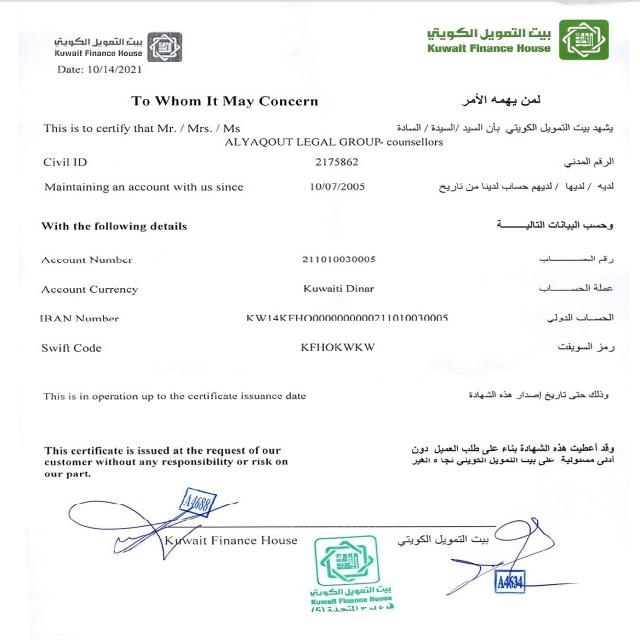 بيت التمويل الكويتي
Kuwait Finance House
بيت التمويل الكويتي
Kuwait Finance House
Date: 10/14/2021
To Whom It May Concern
لمن يهمه الأمر
This is to certify that Mr. / Mrs. / Ms
يشهد بيت التمويل الكويتي بأن السيد /السيدة / السادة
ALYAQOUT LEGAL GROUP- counsellors
Civil ID 2175862 الرقم المدني
Maintaining an account with us since 10/07/2005 لديه / لديها / لديهم حساب لدينا من تاريخ
With the following details وحسب البيانات التالية
Account Number 211010030005 رقم الحساب
Account Currency Kuwaiti Dinar عملة الحساب
IBAN Number KW14KFHO0000000000211010030005 الحساب الدولي
Swift Code KFHOKWKW رمز السويفت
This is in operation up to the certificate issuance date وذلك حتى تاريخ إصدار هذه الشهادة
This certificate is issued at the request of our
customer without any responsibility or risk on
our part.
وقد أعطيت هذه الشهادة بناء على طلب العميل دون
أدنى مسئولية على بيت التمويل الكويتي تجاه الغير
A4688
Kuwait Finance House بيت التمويل الكويتي
A4634
بيت التمويل الكويتي
Kuwait Finance House